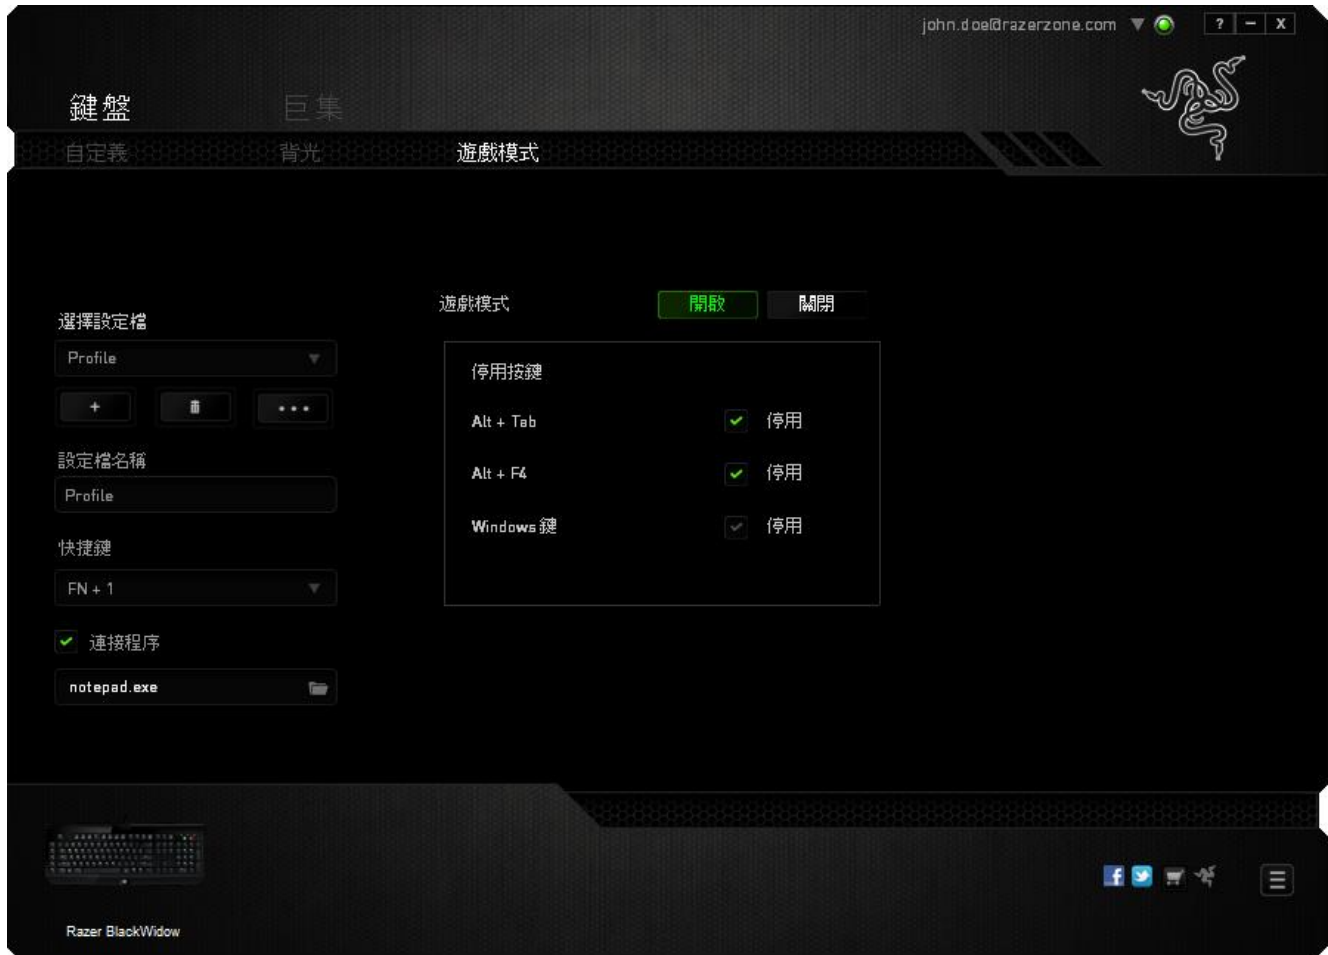 john.doe@razerzone.com
? – X
鍵盤 巨集
自定義 背光 遊戲模式
選擇設定檔
Profile
+ •••
設定檔名稱
Profile
快捷鍵
FN + 1
連接程序
notepad.exe
遊戲模式 開啟 關閉
停用按鍵
Alt + Tab 停用
Alt + F4 停用
Windows 鍵 停用
Razer BlackWidow